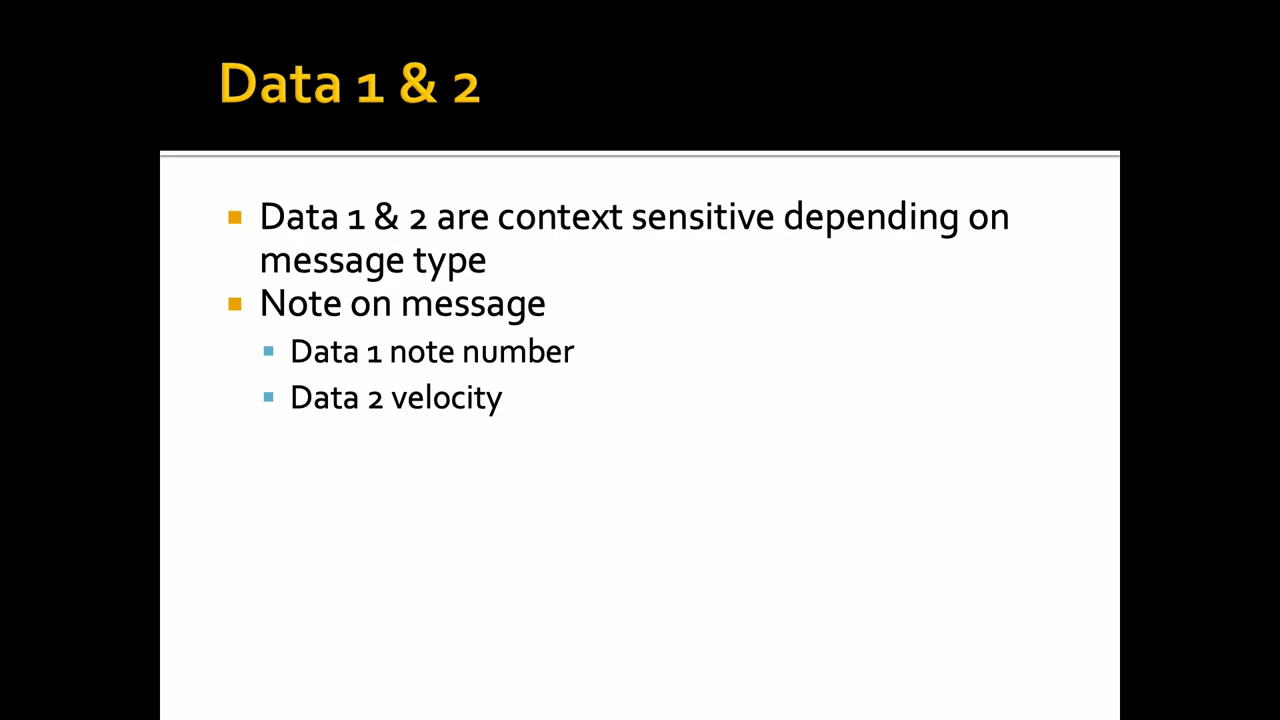 Data 1 & 2
Data 1 & 2 are context sensitive depending on
message type
Note on message
Data 1 note number
Data 2 velocity